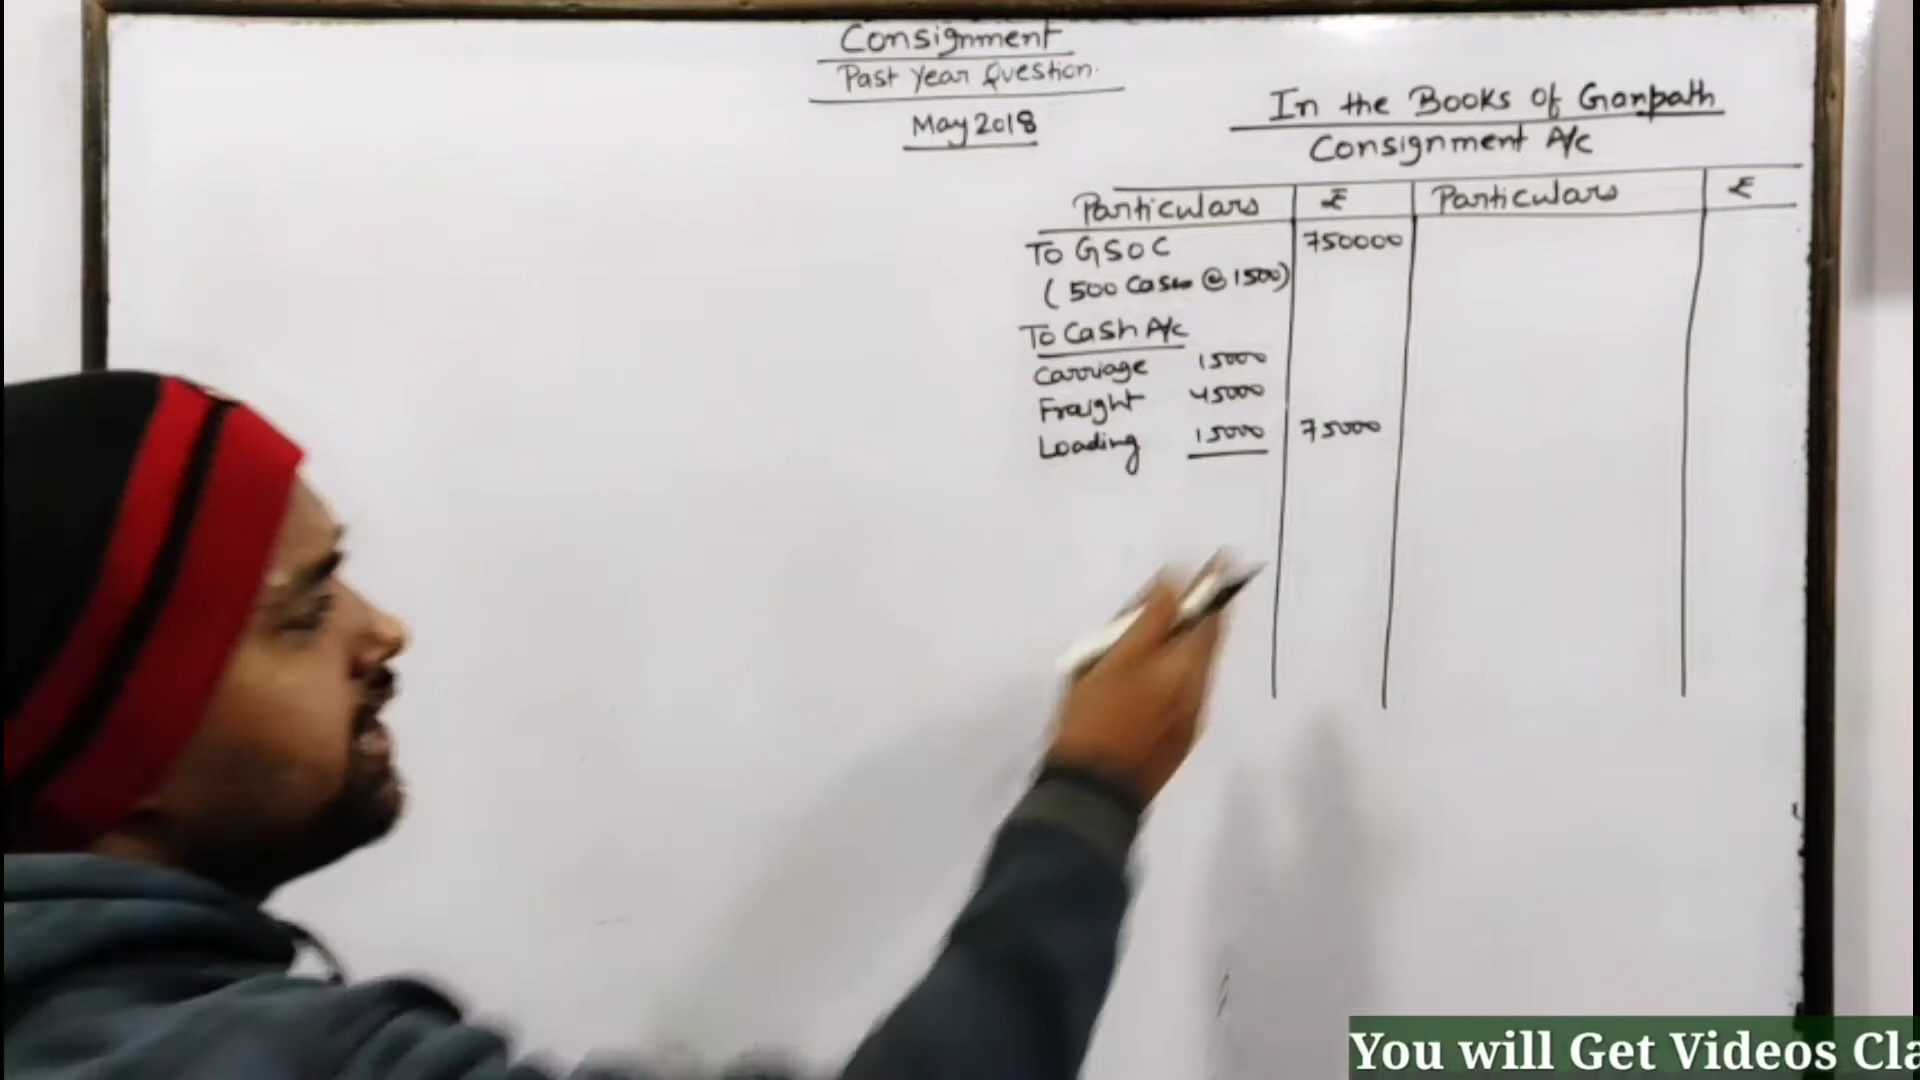 Consignment
Past Year Question.
May 2018
In the Books of Ganpath
Consignment A/c
Particulars ₹ Particulars ₹
To GSOC 750000
(500 Cases @ 1500)
To Cash A/c
Carriage 15000
Fraight 45000
Loading 15000 75000
You will Get Videos Cla